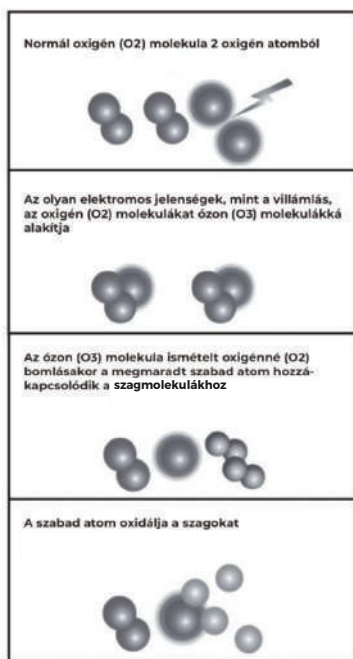 Normál oxigén (O2) molekula 2 oxigén atomból
Az olyan elektromos jelenségek, mint a villámlás,
az oxigén (O2) molekulákat ózon (O3) molekulákká
alakítja
Az ózon (O3) molekula ismételt oxigénné (O2)
bomlásakor a megmaradt szabad atom hozzá-
kapcsolódik a szagmolekulákhoz
A szabad atom oxidálja a szagokat